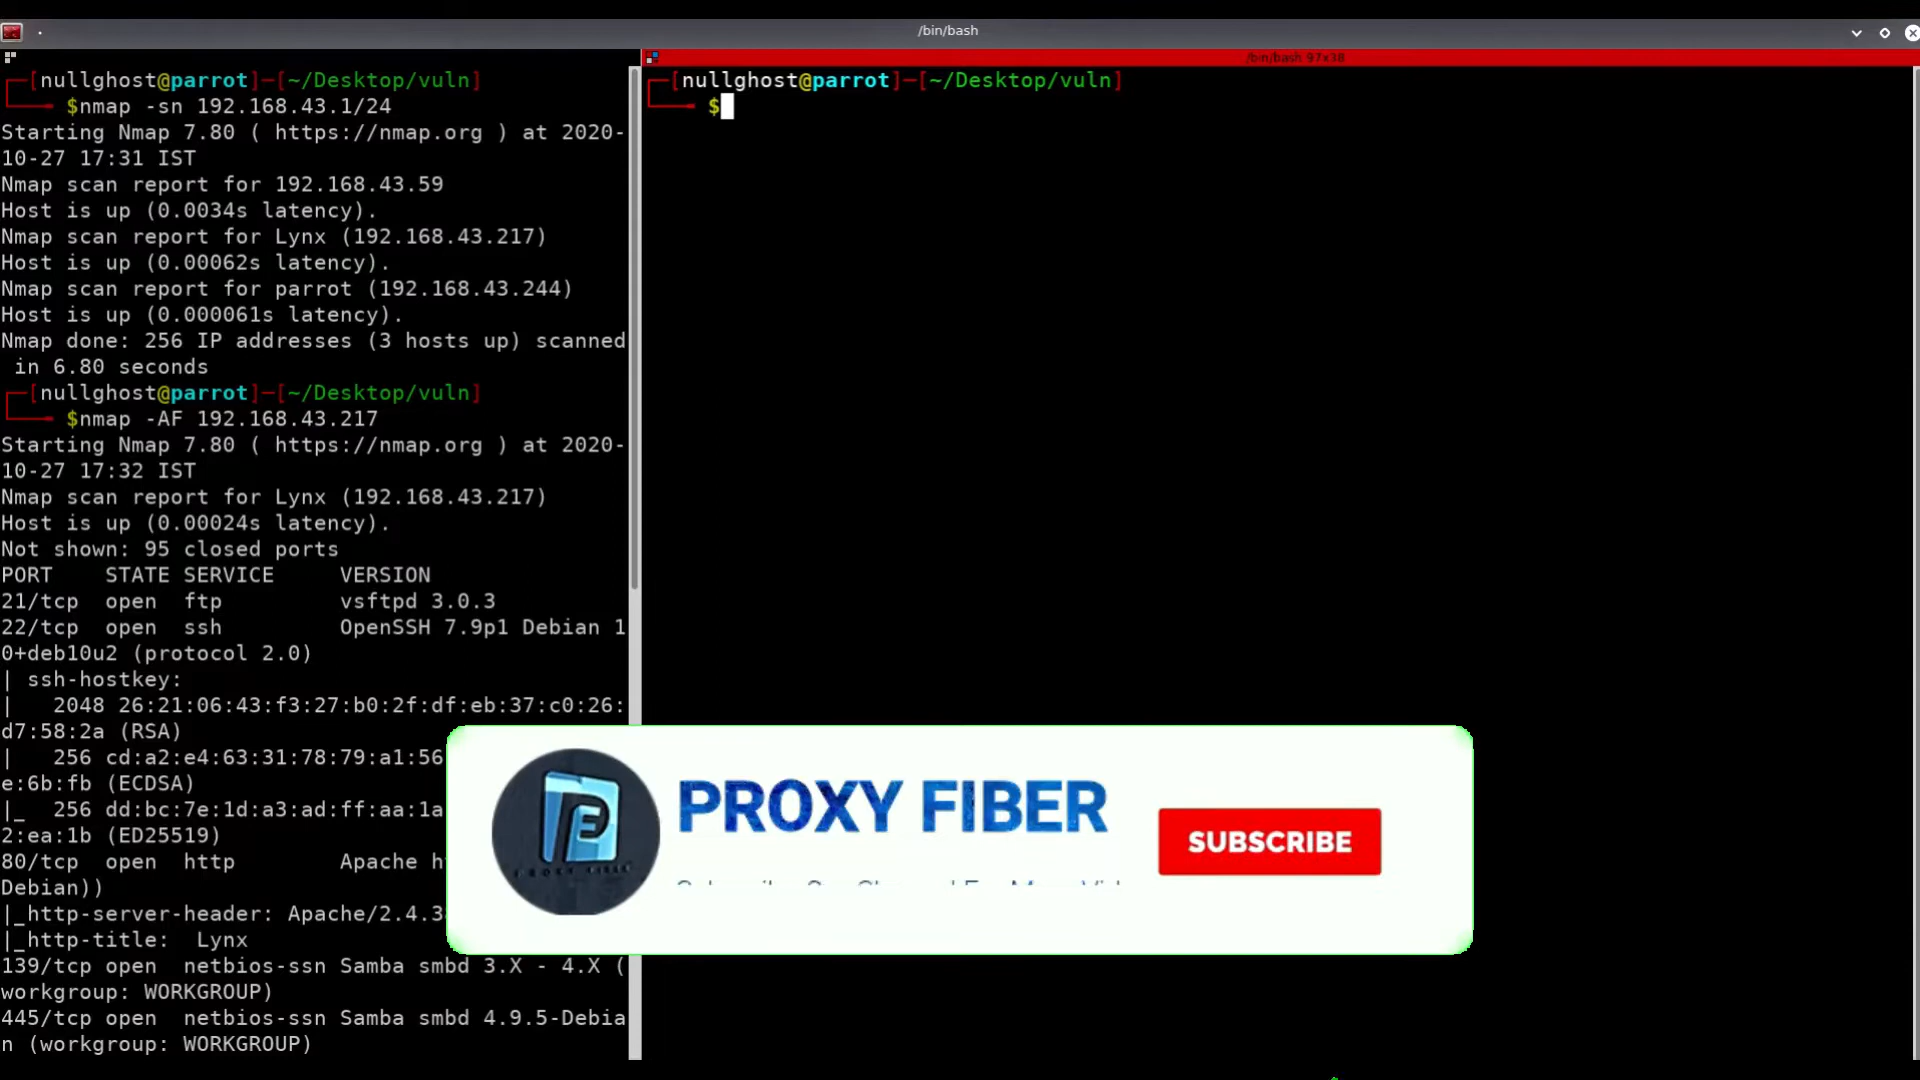 /bin/bash
/bin/bash 97x38
[nullghost@parrot]─[~/Desktop/vuln]
$nmap -sn 192.168.43.1/24
Starting Nmap 7.80 ( https://nmap.org ) at 2020-
10-27 17:31 IST
Nmap scan report for 192.168.43.59
Host is up (0.0034s latency).
Nmap scan report for Lynx (192.168.43.217)
Host is up (0.00062s latency).
Nmap scan report for parrot (192.168.43.244)
Host is up (0.000061s latency).
Nmap done: 256 IP addresses (3 hosts up) scanned
in 6.80 seconds
[nullghost@parrot]─[~/Desktop/vuln]
$nmap -AF 192.168.43.217
Starting Nmap 7.80 ( https://nmap.org ) at 2020-
10-27 17:32 IST
Nmap scan report for Lynx (192.168.43.217)
Host is up (0.00024s latency).
Not shown: 95 closed ports
PORT STATE SERVICE VERSION
21/tcp open ftp vsftpd 3.0.3
22/tcp open ssh OpenSSH 7.9p1 Debian 1
0+deb10u2 (protocol 2.0)
| ssh-hostkey:
| 2048 26:21:06:43:f3:27:b0:2f:df:eb:37:c0:26:
d7:58:2a (RSA)
| 256 cd:a2:e4:63:31:78:79:a1:56
e:6b:fb (ECDSA)
|_ 256 dd:bc:7e:1d:a3:ad:ff:aa:1a
2:ea:1b (ED25519)
80/tcp open http Apache
Debian))
|_http-server-header: Apache/2.4.3
|_http-title: Lynx
139/tcp open netbios-ssn Samba smbd 3.X - 4.X (
workgroup: WORKGROUP)
445/tcp open netbios-ssn Samba smbd 4.9.5-Debia
n (workgroup: WORKGROUP)
[nullghost@parrot]─[~/Desktop/vuln]
$
PROXY FIBER
PROXY FIBER
SUBSCRIBE